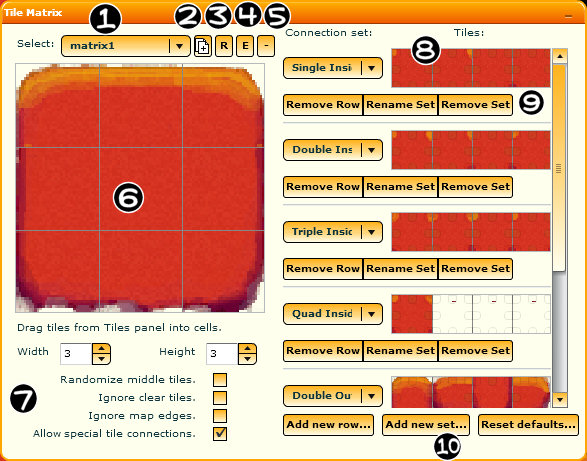 Tile Matrix
1 2 3 4 5
Select: matrix1 R E -
Connection set: Tiles:
8
Single Insi
Remove Row Rename Set Remove Set 9
Double Ins
Remove Row Rename Set Remove Set
6
Triple Insid
Remove Row Rename Set Remove Set
Quad Insid
Remove Row Rename Set Remove Set
Double Ou
Add new row... Add new set... Reset defaults...
10
Drag tiles from Tiles panel into cells.
Width 3 Height 3
Randomize middle tiles.
7 Ignore clear tiles.
Ignore map edges.
Allow special tile connections.